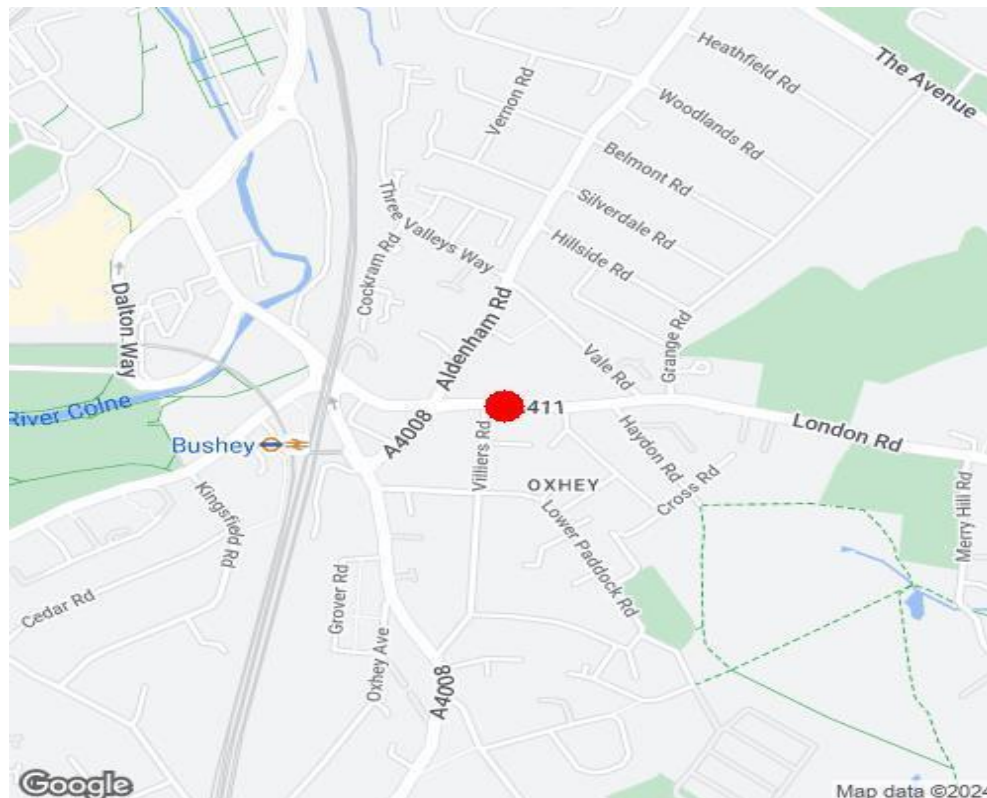 Heathfield Rd
The Avenue
Vernon Rd
Woodlands Rd
Belmont Rd
Silverdale Rd
Three Valleys Way
Hillside Rd
Cockram Rd
Dalton Way
Aldenham Rd
Grange Rd
Vale Rd
River Colne
411
A4008
London Rd
Bushey
Villiers Rd
Haydon Rd
OXHEY
Cross Rd
Merry Hill Rd
Kingsfield Rd
Lower Paddock Rd
Cedar Rd
Grover Rd
Oxhey Ave
A4008
Google
Map data ©2024